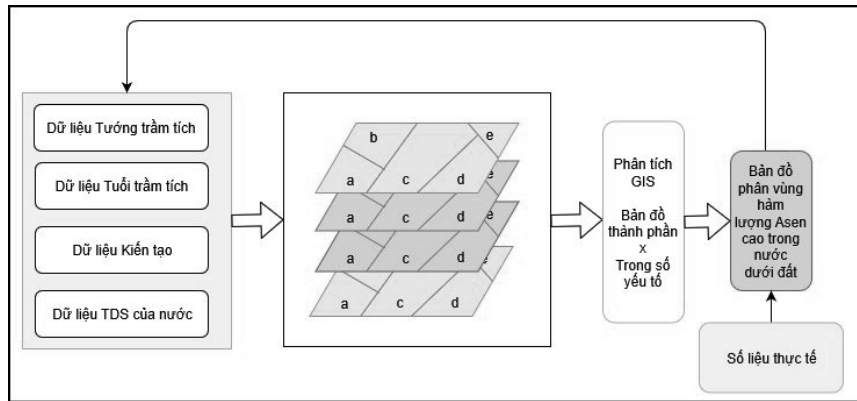 Dữ liệu Tướng trầm tích
Dữ liệu Tuổi trầm tích
Dữ liệu Kiến tạo
Dữ liệu TDS của nước
b
e
a
c
d
e
a
c
d
e
a
c
d
e
a
c
d
Phân tích
GIS
Bản đồ
thành phần
x
Trong số
yếu tố
Bản đồ
phân vùng
hàm
lượng Asen
cao trong
nước
dưới đất
Số liệu thực tế